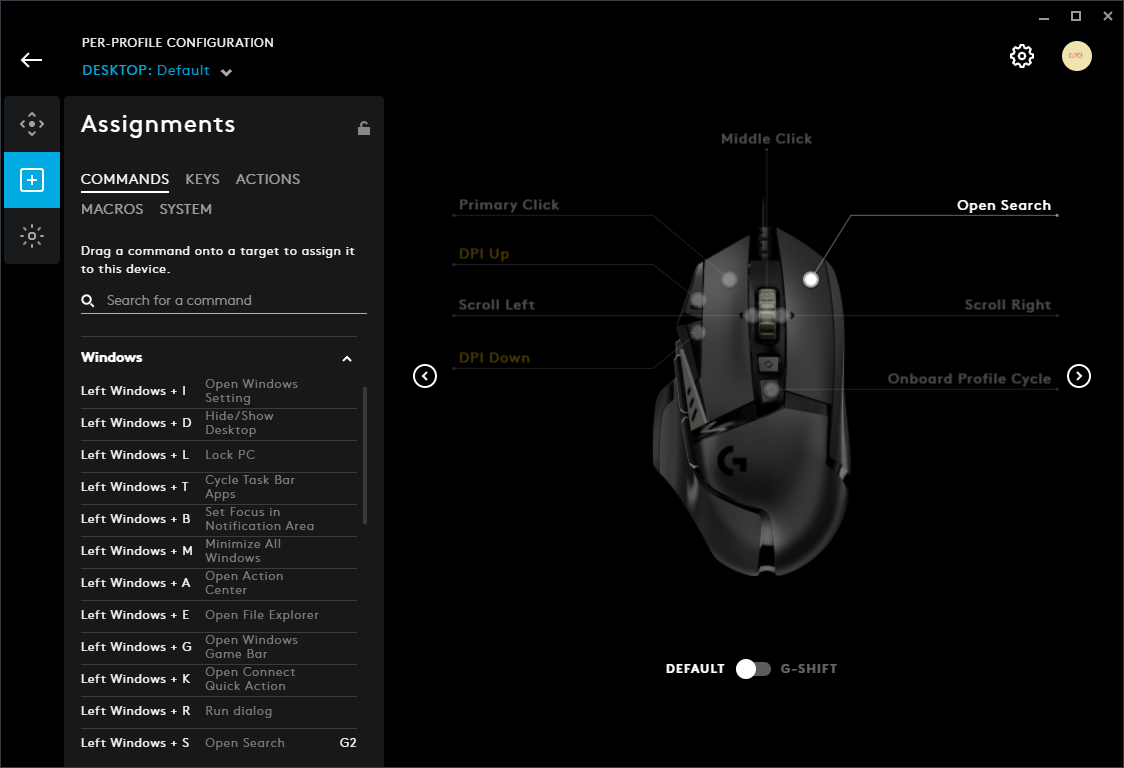 PER-PROFILE CONFIGURATION
DESKTOP: Default
Assignments
COMMANDS KEYS ACTIONS
MACROS SYSTEM
Drag a command onto a target to assign it
to this device.
Search for a command
Windows
Left Windows + I Open Windows
Setting
Left Windows + D Hide/Show
Desktop
Left Windows + L Lock PC
Left Windows + T Cycle Task Bar
Apps
Left Windows + B Set Focus in
Notification Area
Left Windows + M Minimize All
Windows
Left Windows + A Open Action
Center
Left Windows + E Open File Explorer
Left Windows + G Open Windows
Game Bar
Left Windows + K Open Connect
Quick Action
Left Windows + R Run dialog
Left Windows + S Open Search G2
Middle Click
Primary Click
Open Search
DPI Up
Scroll Left
Scroll Right
DPI Down
Onboard Profile Cycle
DEFAULT G-SHIFT